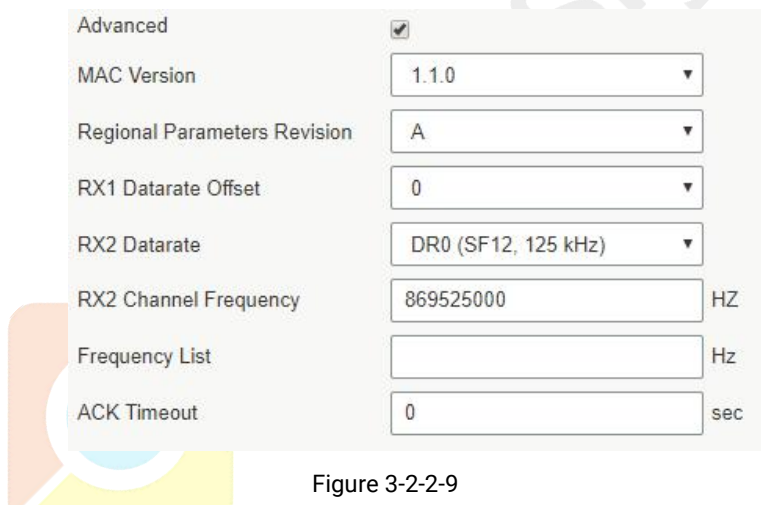 Advanced
MAC Version 1.1.0
Regional Parameters Revision A
RX1 Datarate Offset 0
RX2 Datarate DR0 (SF12, 125 kHz)
RX2 Channel Frequency 869525000 HZ
Frequency List Hz
ACK Timeout 0 sec
Figure 3-2-2-9